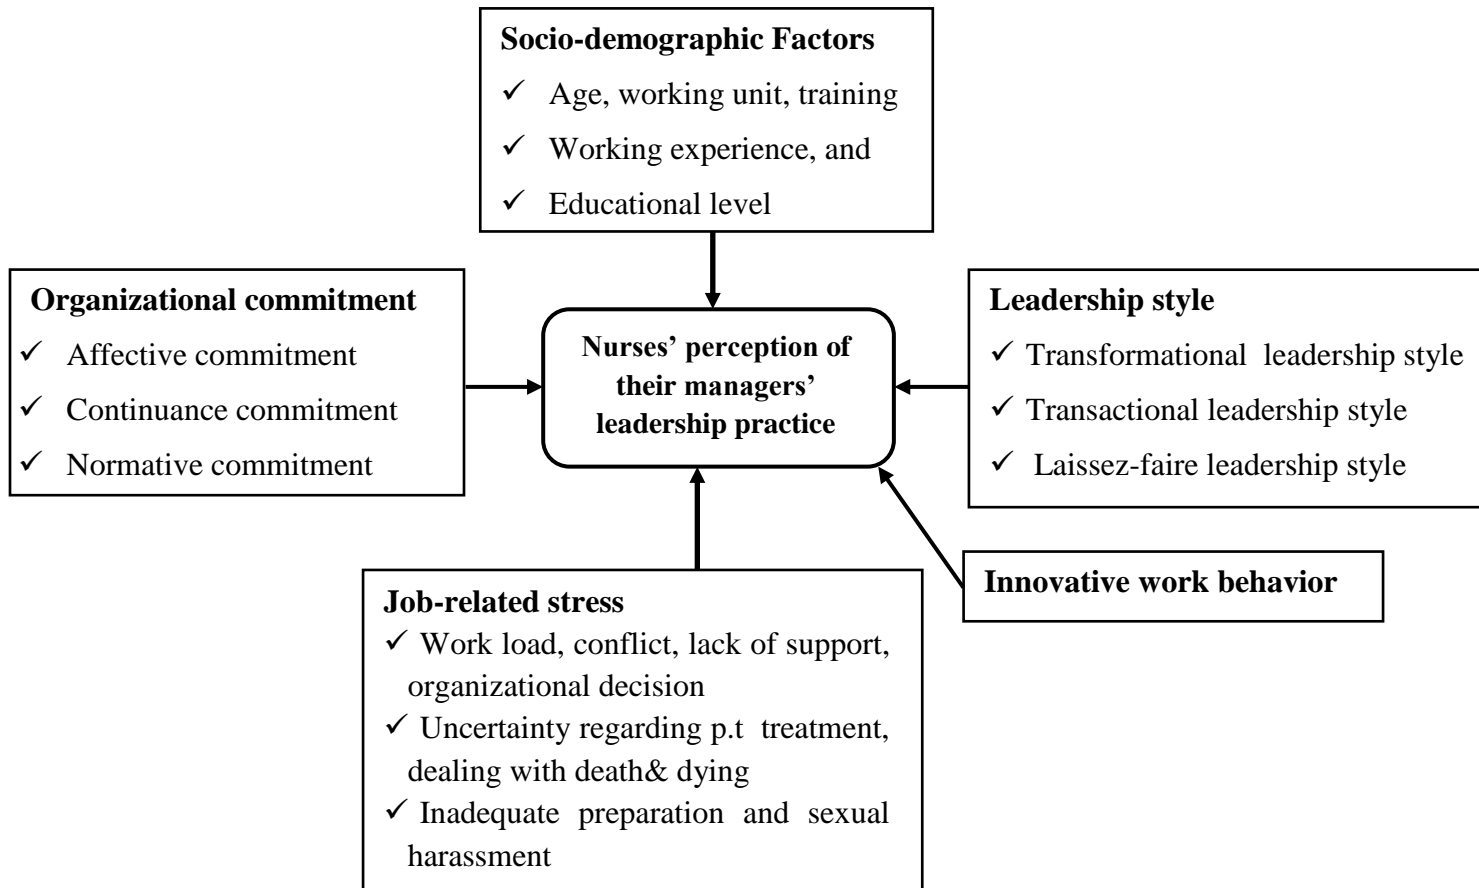 Socio-demographic Factors
✓ Age, working unit, training
✓ Working experience, and
✓ Educational level
Organizational commitment
✓ Affective commitment
✓ Continuance commitment
✓ Normative commitment
Nurses’ perception of
their managers’
leadership practice
Leadership style
✓ Transformational leadership style
✓ Transactional leadership style
✓ Laissez-faire leadership style
Innovative work behavior
Job-related stress
✓ Work load, conflict, lack of support,
organizational decision
✓ Uncertainty regarding p.t treatment,
dealing with death& dying
✓ Inadequate preparation and sexual
harassment